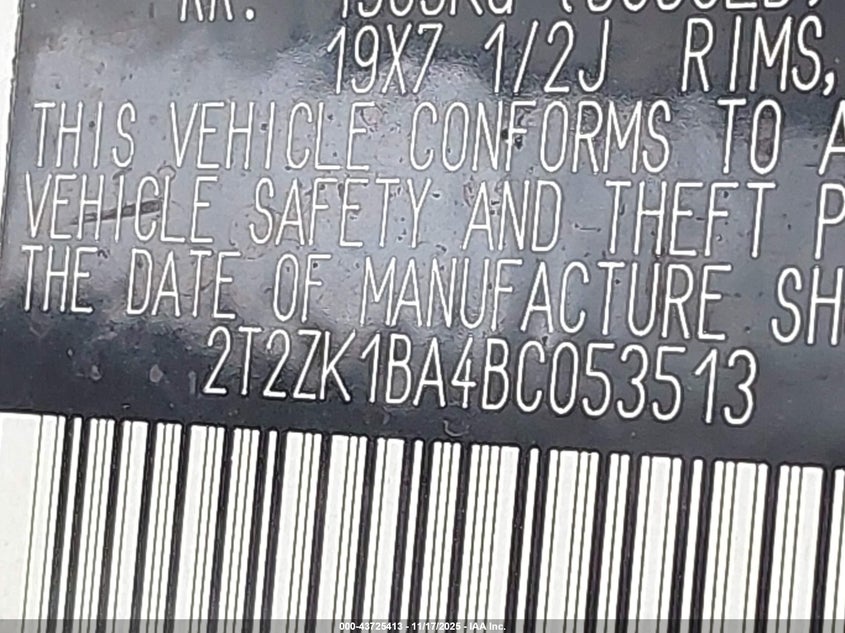 RR:
19X7 1/2J RIMS,
THIS VEHICLE CONFORMS TO A
VEHICLE SAFETY AND THEFT P
THE DATE OF MANUFACTURE SH
2T2ZK1BA4BC053513
000-43725413 - 11/17/2025 - IAA Inc.